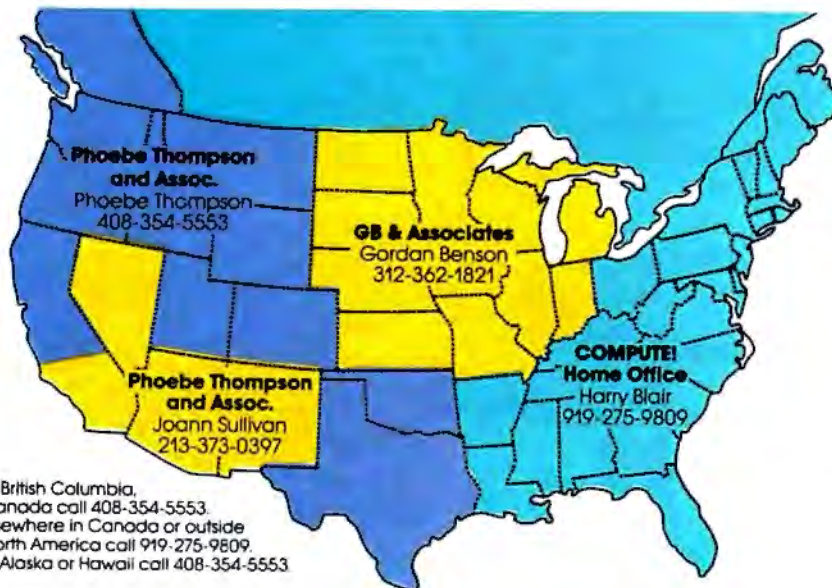 Phoebe Thompson
and Assoc.
Phoebe Thompson
408-354-5553
GB & Associates
Gordan Benson
312-362-1821
COMPUTE!
Home Office
Harry Blair
919-275-9809
Phoebe Thompson
and Assoc.
Joann Sullivan
213-373-0397
British Columbia,
anada call 408-354-5553.
sewhere in Canada or outside
orth America call 919-275-9809.
Alaska or Hawaii call 408-354-5553